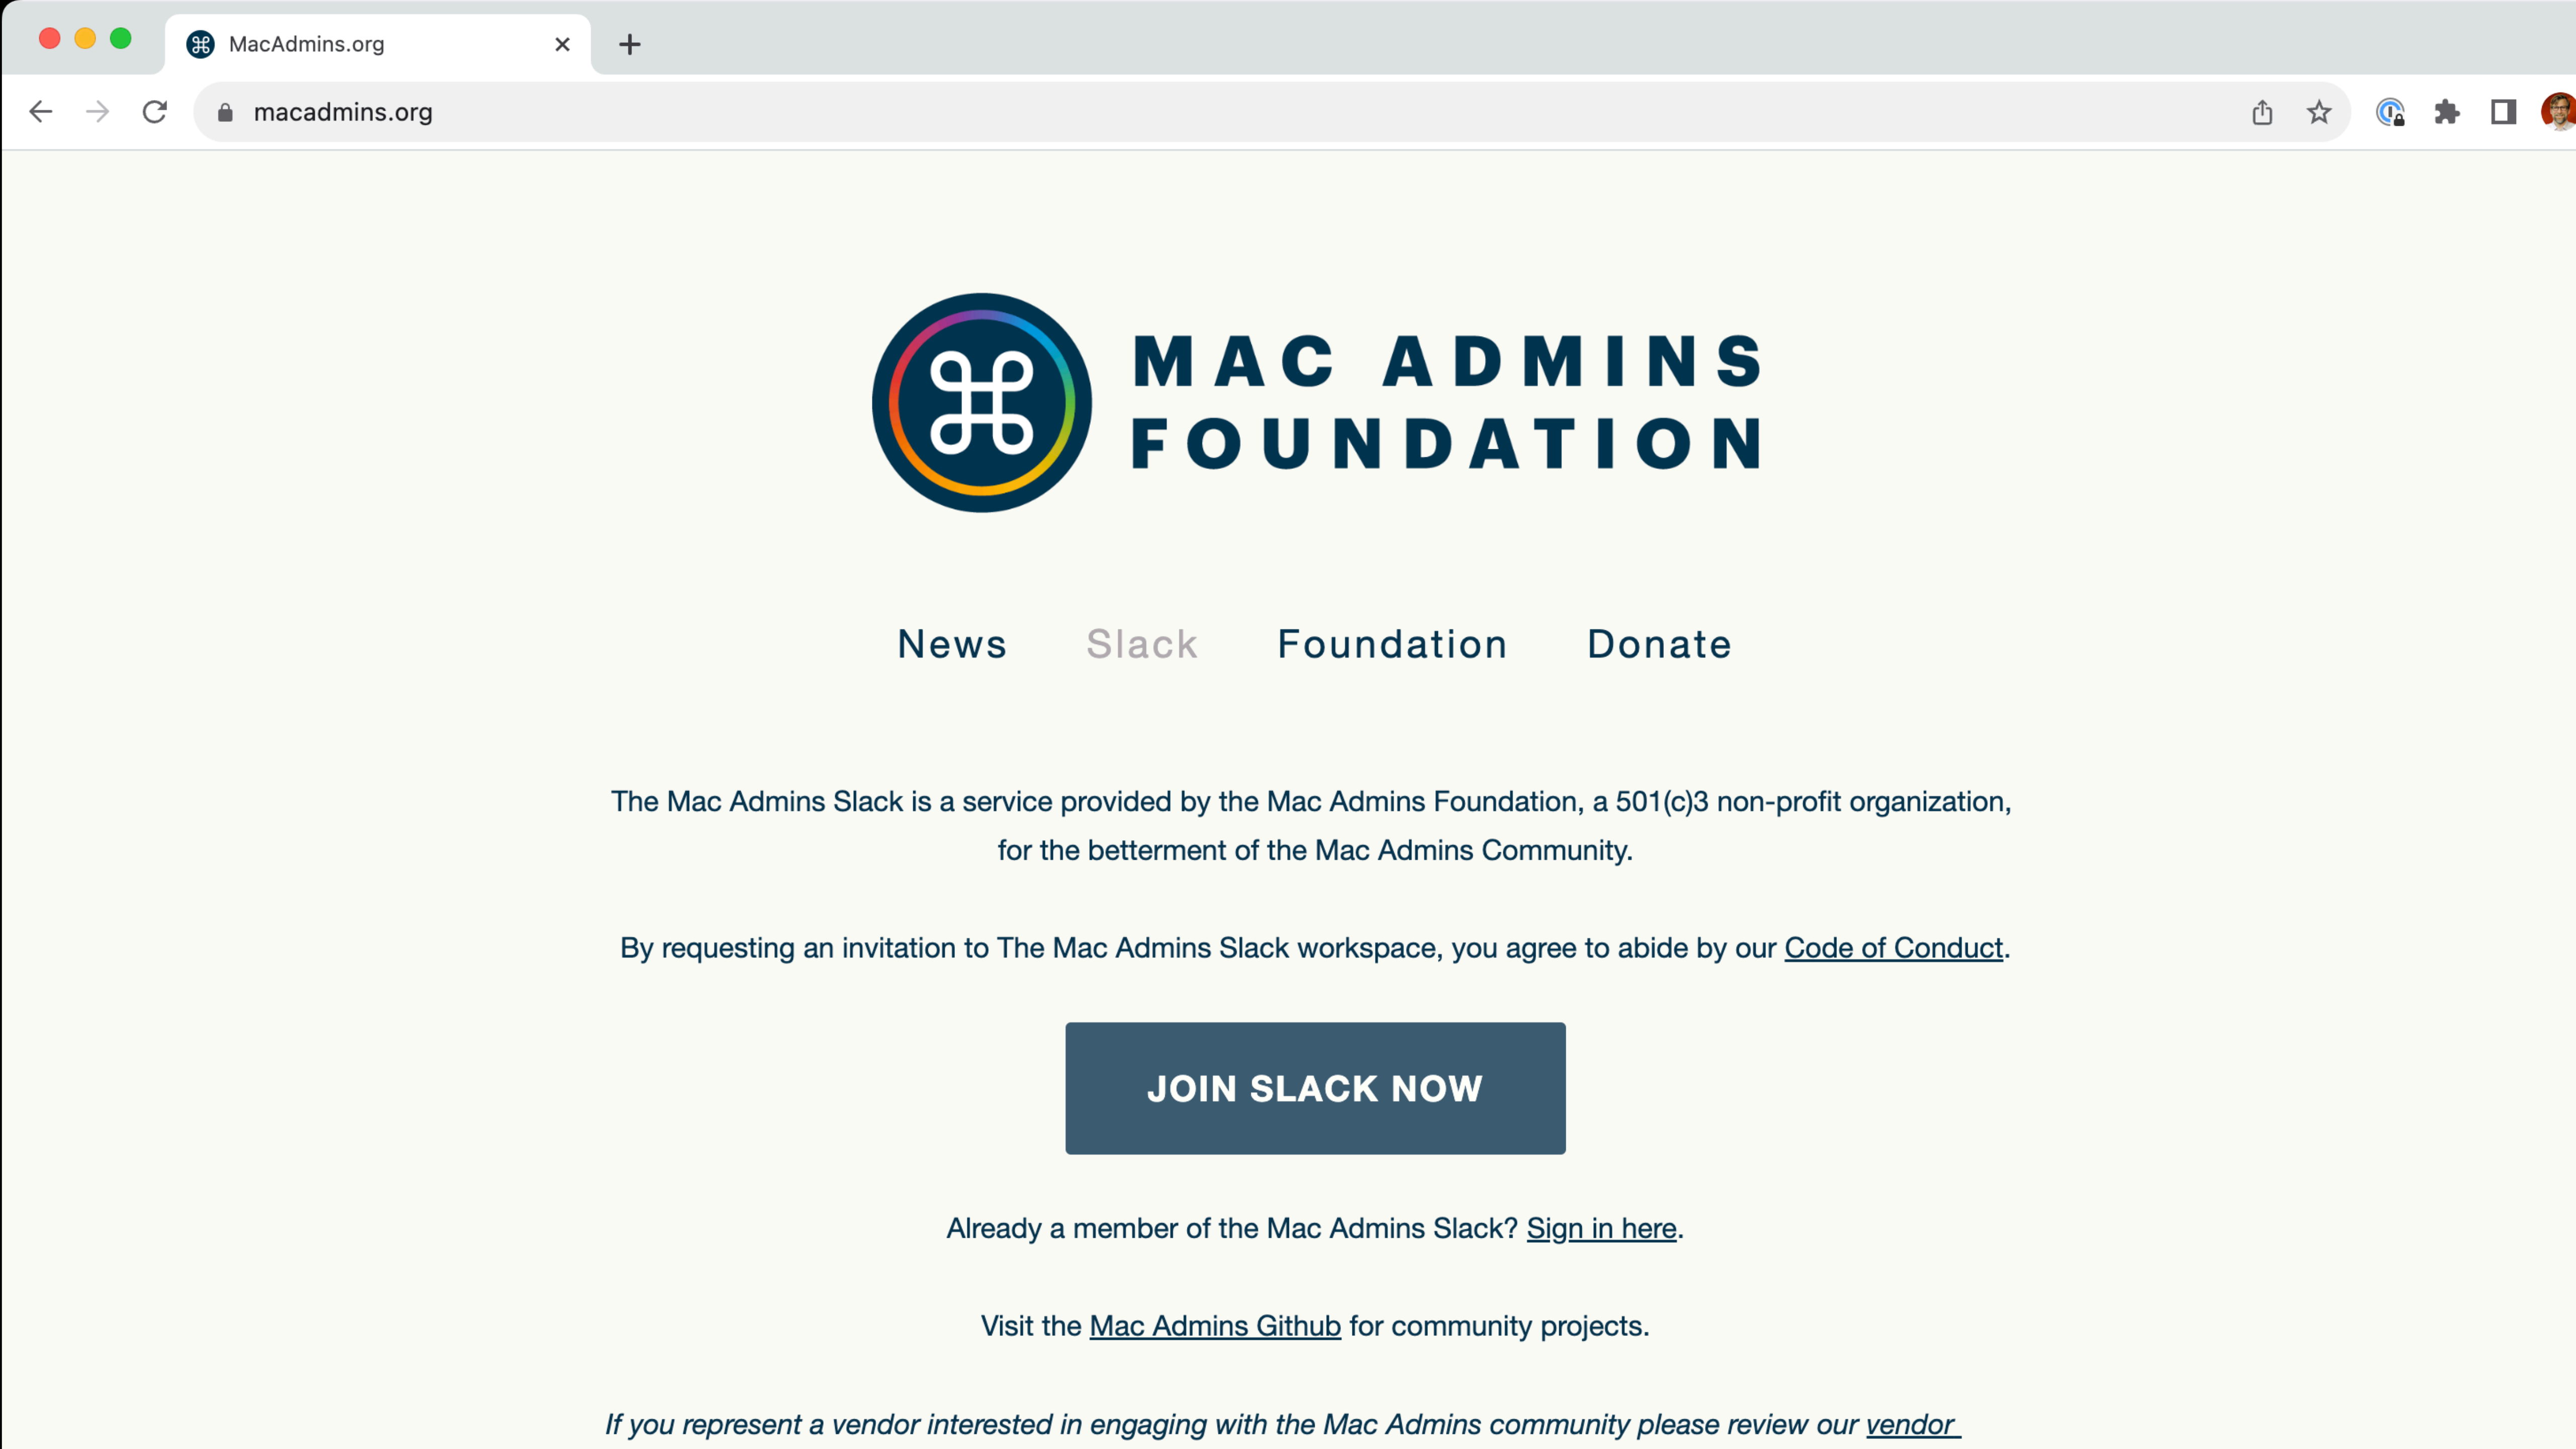 MacAdmins.org
macadmins.org
MAC ADMINS
FOUNDATION
News Slack Foundation Donate
The Mac Admins Slack is a service provided by the Mac Admins Foundation, a 501(c)3 non-profit organization,
for the betterment of the Mac Admins Community.
By requesting an invitation to The Mac Admins Slack workspace, you agree to abide by our Code of Conduct.
JOIN SLACK NOW
Already a member of the Mac Admins Slack? Sign in here.
Visit the Mac Admins Github for community projects.
If you represent a vendor interested in engaging with the Mac Admins community please review our vendor